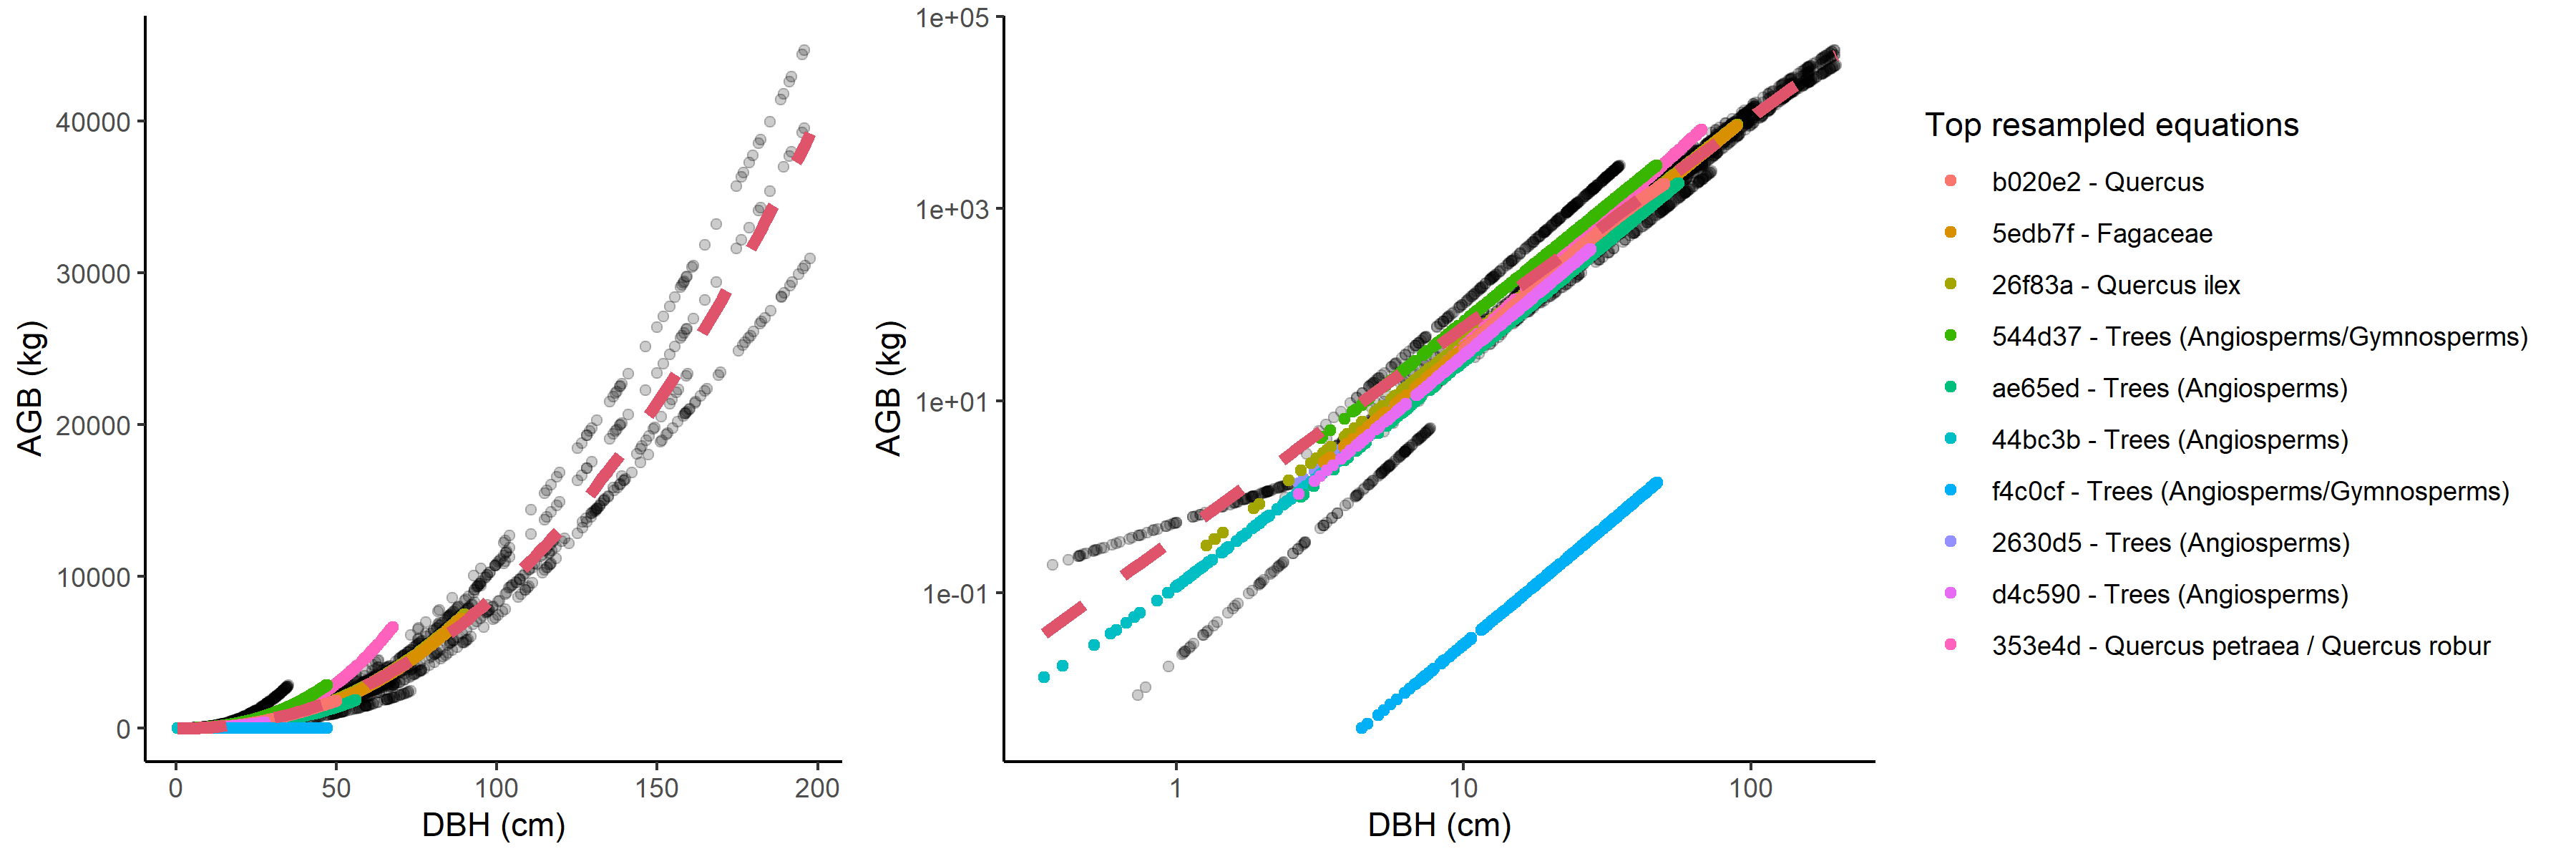 AGB (kg)
40000
30000
20000
10000
0
0
50
100
150
200
DBH (cm)
AGB (kg)
1e+05
1e+03
1e+01
1e-01
1
10
100
DBH (cm)
Top resampled equations
b020e2 - Quercus
5edb7f - Fagaceae
26f83a - Quercus ilex
544d37 - Trees (Angiosperms/Gymnosperms)
ae65ed - Trees (Angiosperms)
44bc3b - Trees (Angiosperms)
f4c0cf - Trees (Angiosperms/Gymnosperms)
2630d5 - Trees (Angiosperms)
d4c590 - Trees (Angiosperms)
353e4d - Quercus petraea / Quercus robur